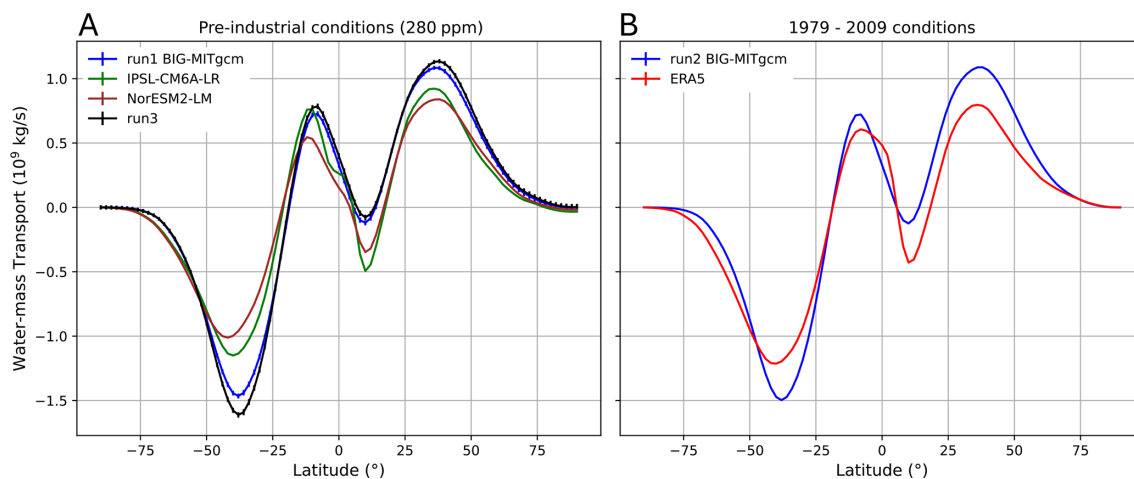 A
Pre-industrial conditions (280 ppm)
run1 BIG-MITgcm
IPSL-CM6A-LR
NorESM2-LM
run3
Water-mass Transport (10⁹ kg/s)
1.0
0.5
0.0
−0.5
−1.0
−1.5
−75 −50 −25 0 25 50 75
Latitude (°)
B
1979 - 2009 conditions
run2 BIG-MITgcm
ERA5
−75 −50 −25 0 25 50 75
Latitude (°)